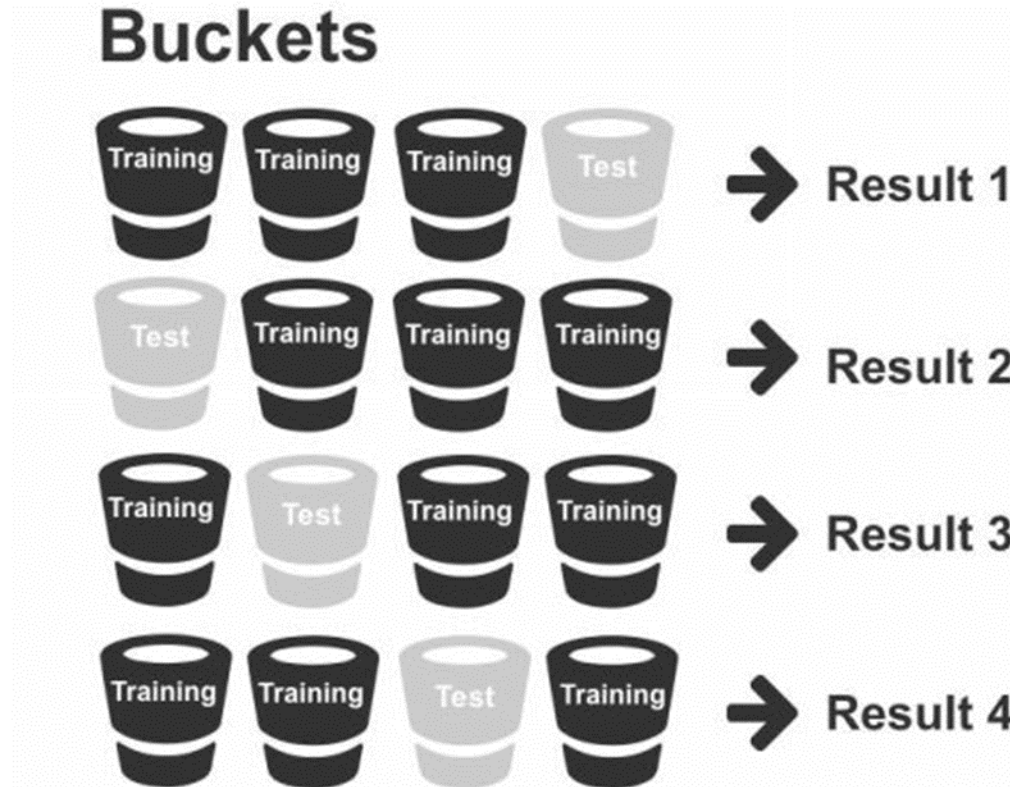 Buckets
Training Training Training Test Result 1
Test Training Training Training Result 2
Training Test Training Training Result 3
Training Training Test Training Result 4